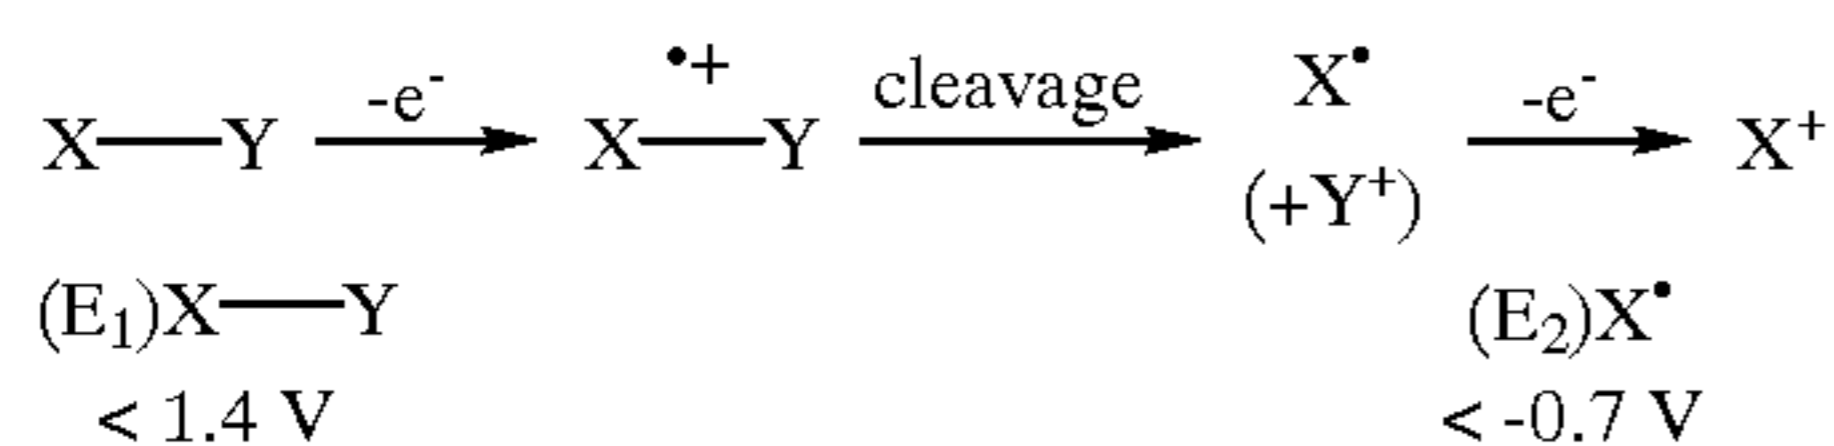 X—Y -e⁻ X—Y •+ cleavage X• -e⁻ X⁺
(+Y⁺)
(E₁)X—Y (E₂)X•
< 1.4 V < -0.7 V